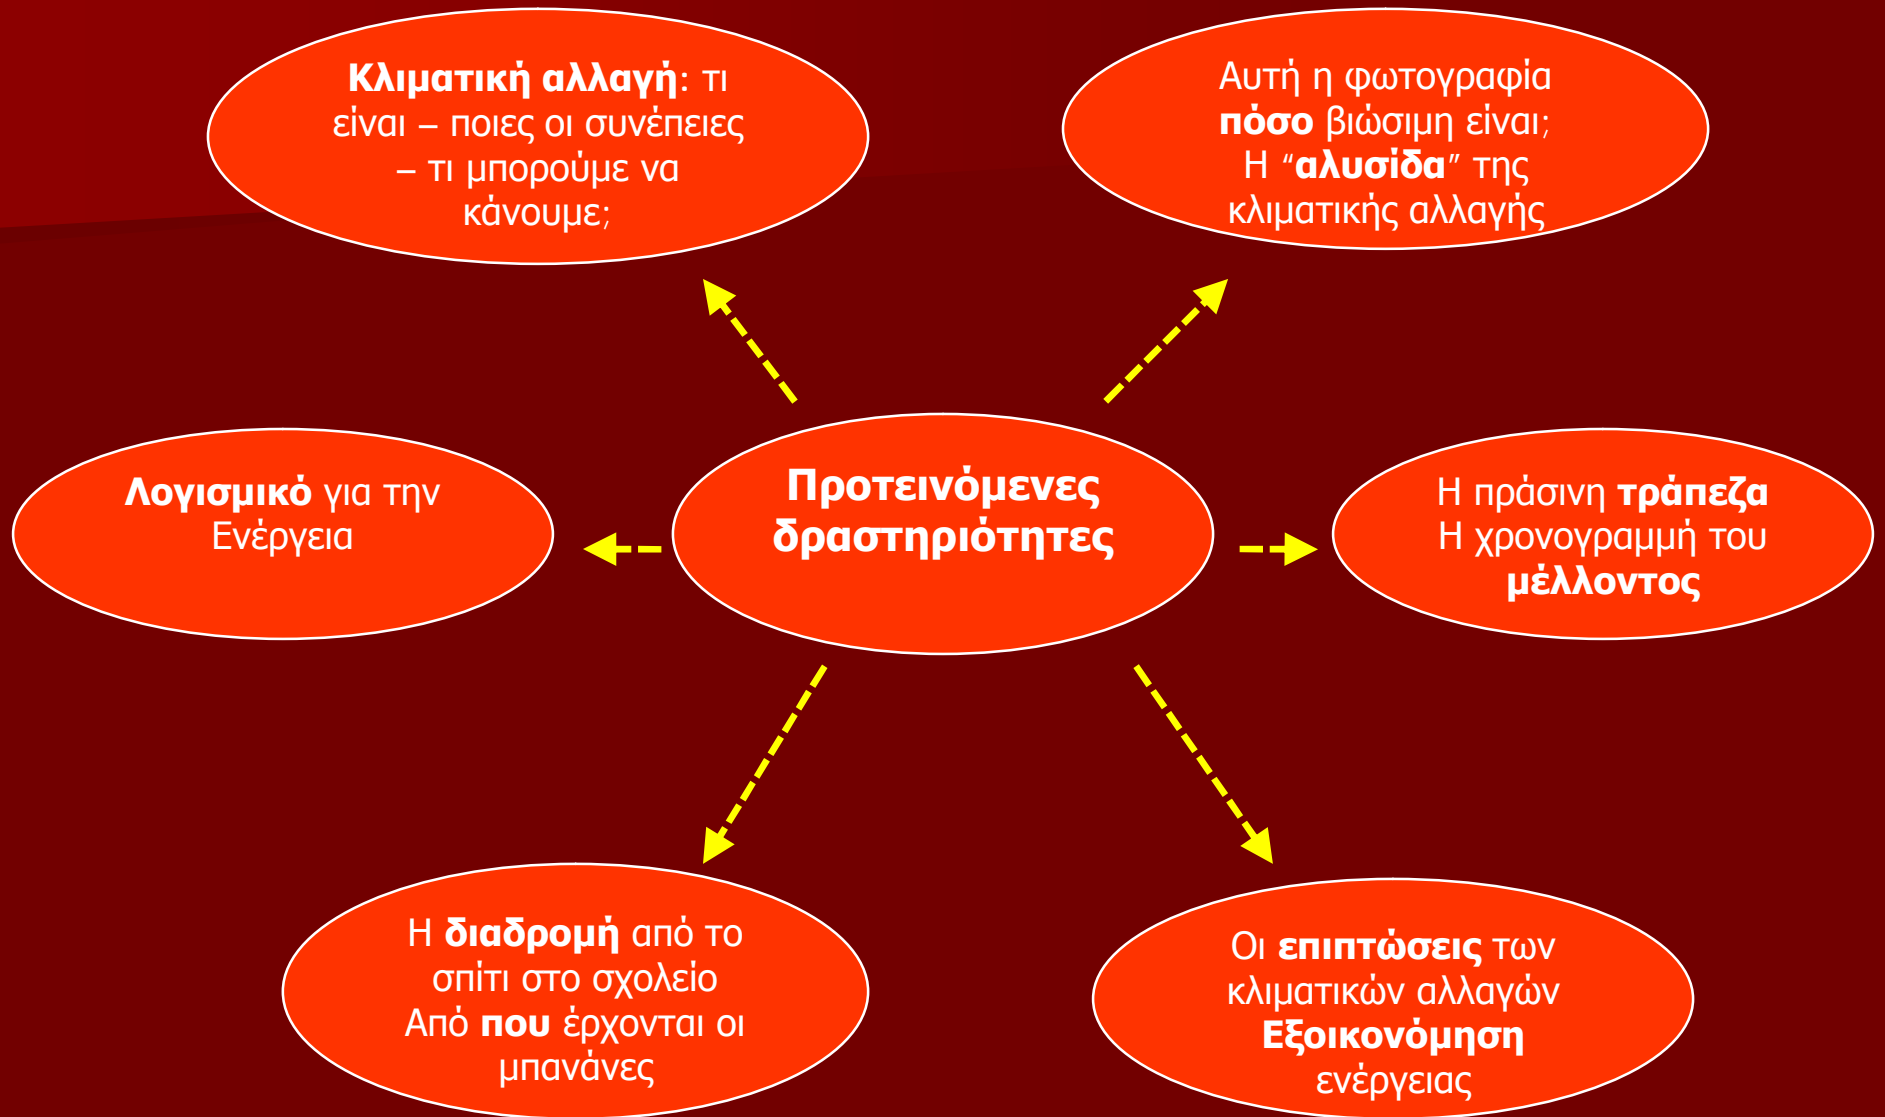 Κλιματική αλλαγή: τι
είναι – ποιες οι συνέπειες
– τι μπορούμε να
κάνουμε;
Αυτή η φωτογραφία
πόσο βιώσιμη είναι;
Η “αλυσίδα” της
κλιματικής αλλαγής
Λογισμικό για την
Ενέργεια
Προτεινόμενες
δραστηριότητες
Η πράσινη τράπεζα
Η χρονογραμμή του
μέλλοντος
Η διαδρομή από το
σπίτι στο σχολείο
Από που έρχονται οι
μπανάνες
Οι επιπτώσεις των
κλιματικών αλλαγών
Εξοικονόμηση
ενέργειας